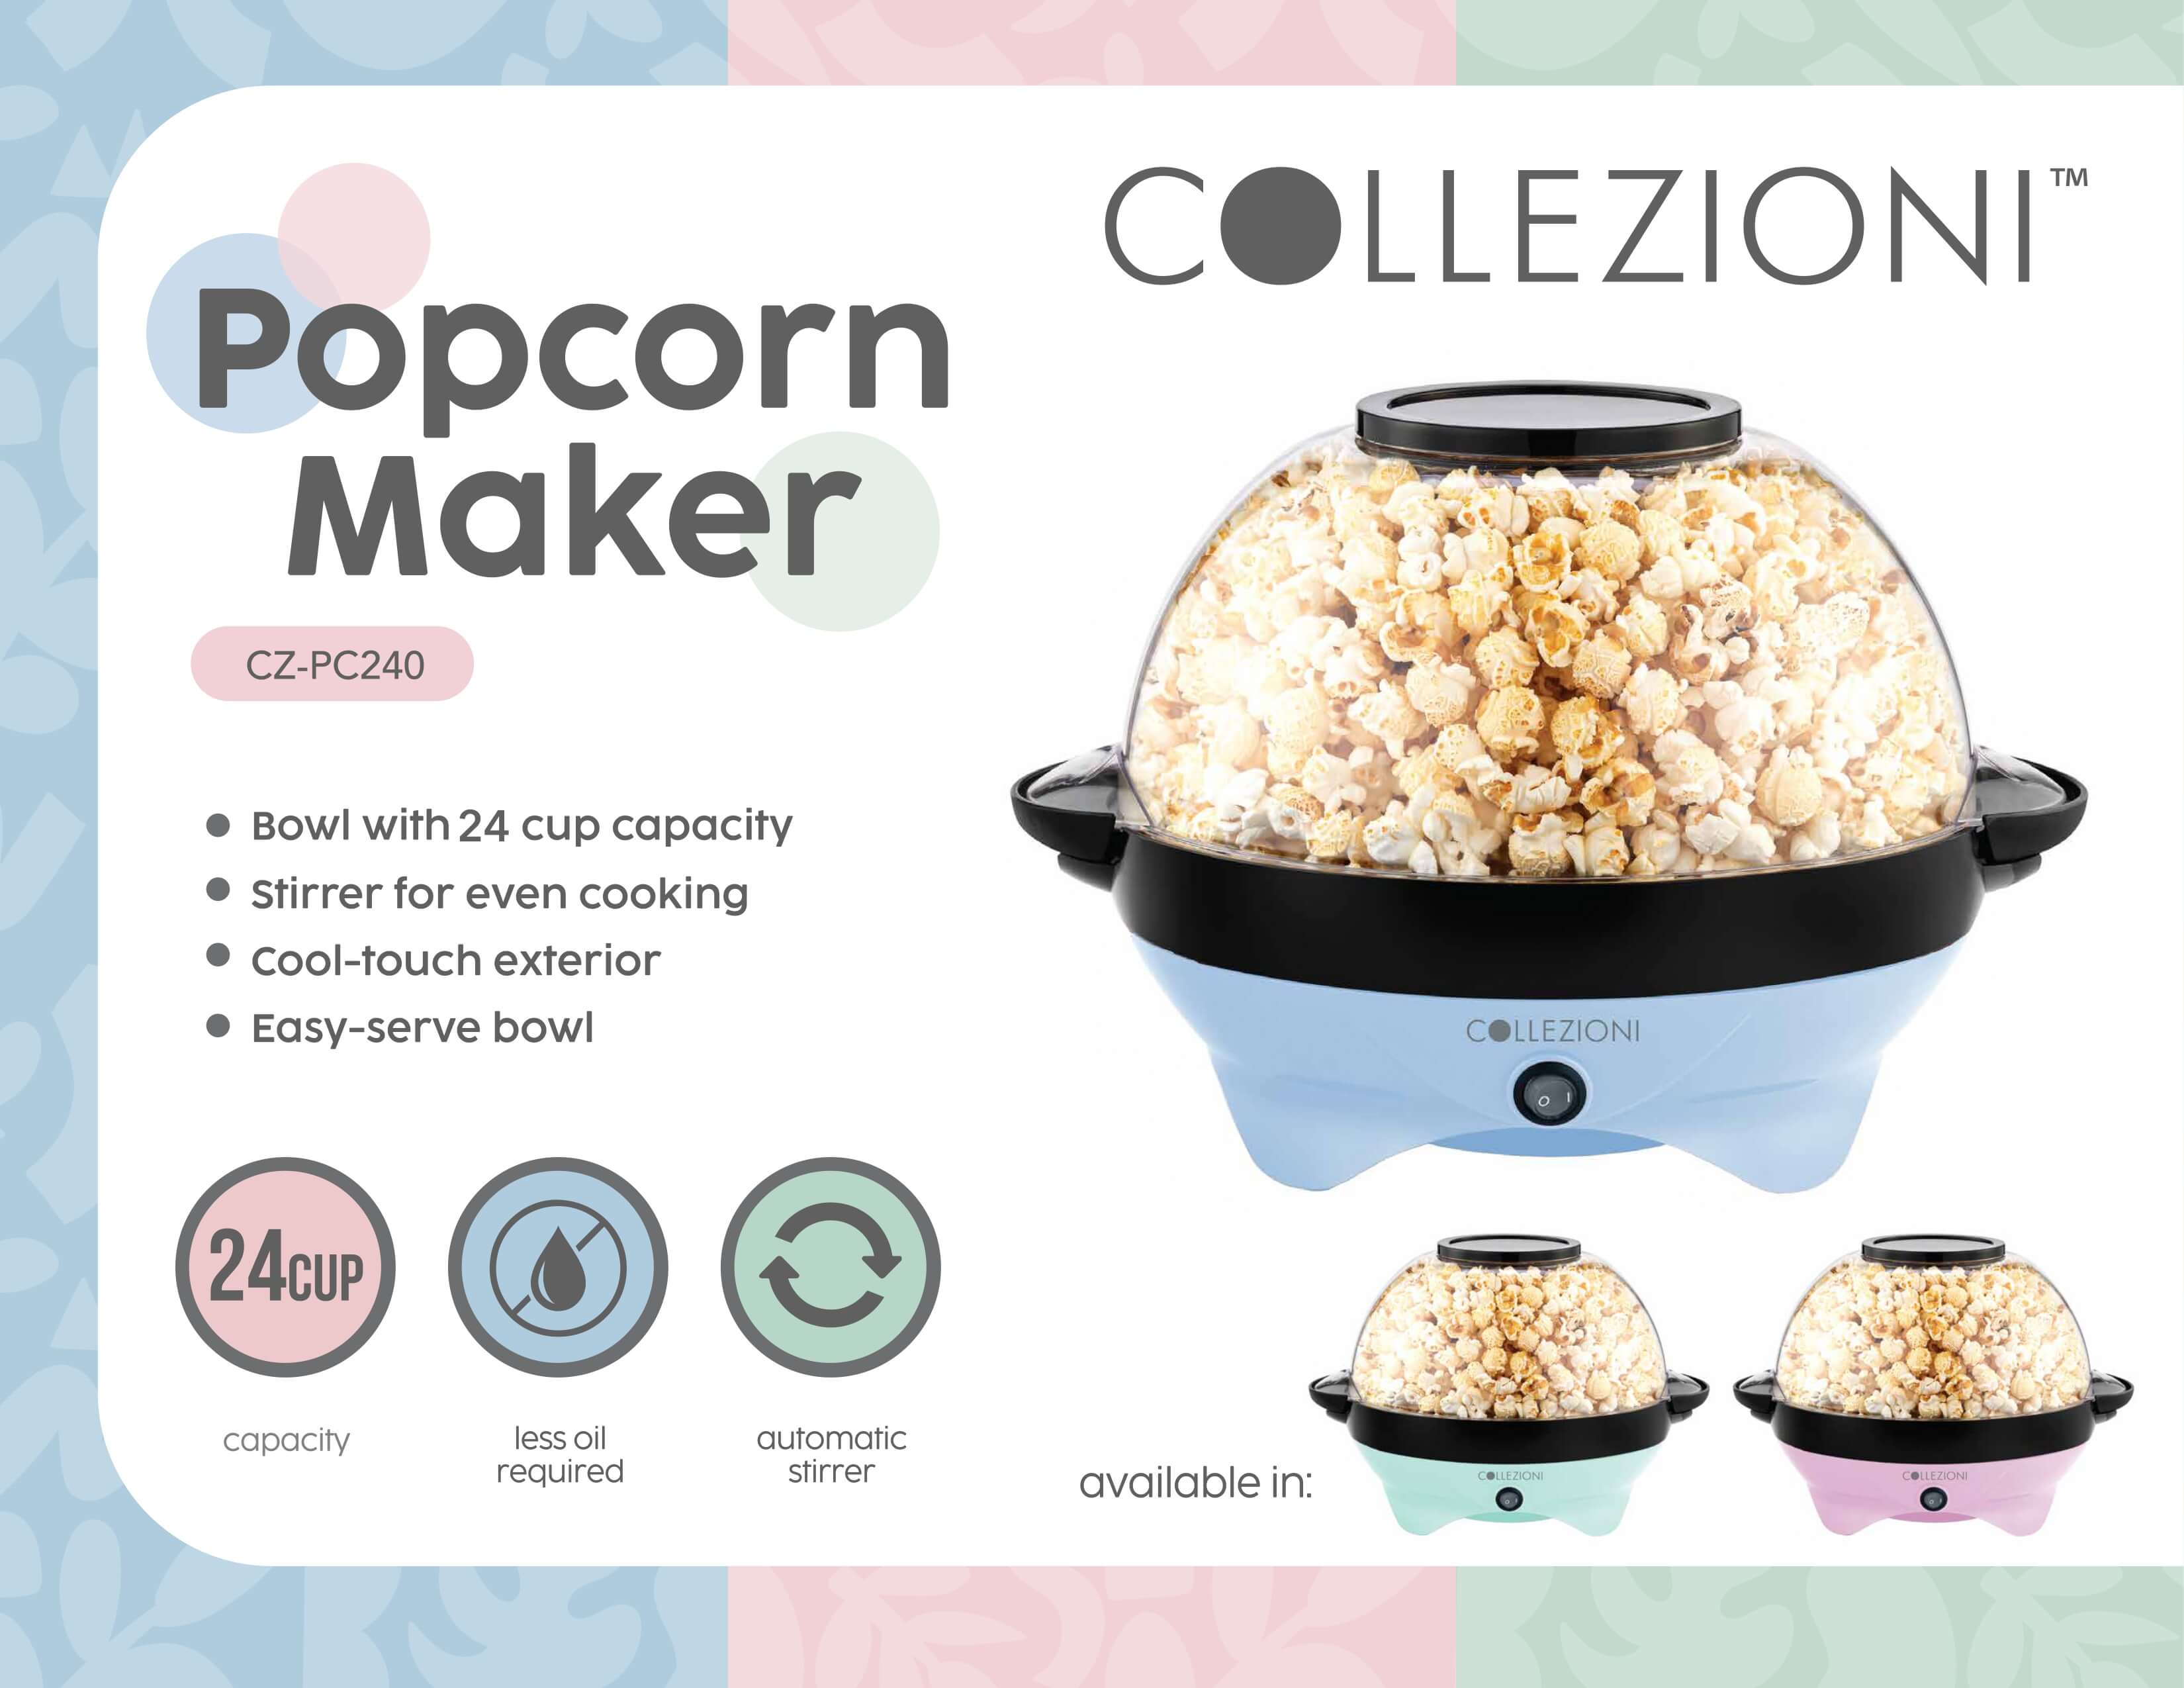 COLLEZIONI™
Popcorn
Maker
CZ-PC240
Bowl with 24 cup capacity
Stirrer for even cooking
Cool-touch exterior
Easy-serve bowl
COLLEZIONI
24CUP
capacity
less oil
required
automatic
stirrer
available in:
COLLEZIONI
COLLEZIONI